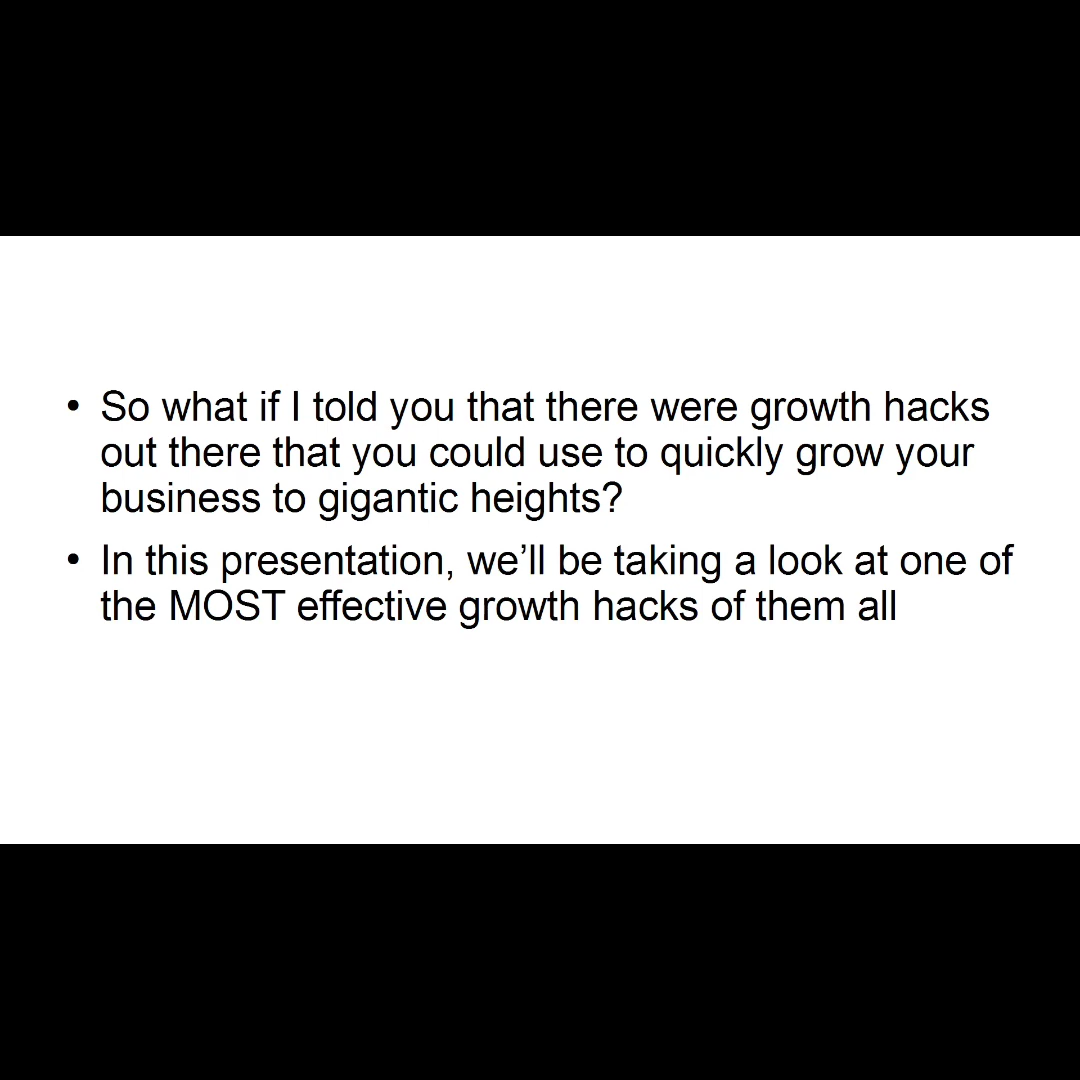 • So what if I told you that there were growth hacks
out there that you could use to quickly grow your
business to gigantic heights?
• In this presentation, we’ll be taking a look at one of
the MOST effective growth hacks of them all